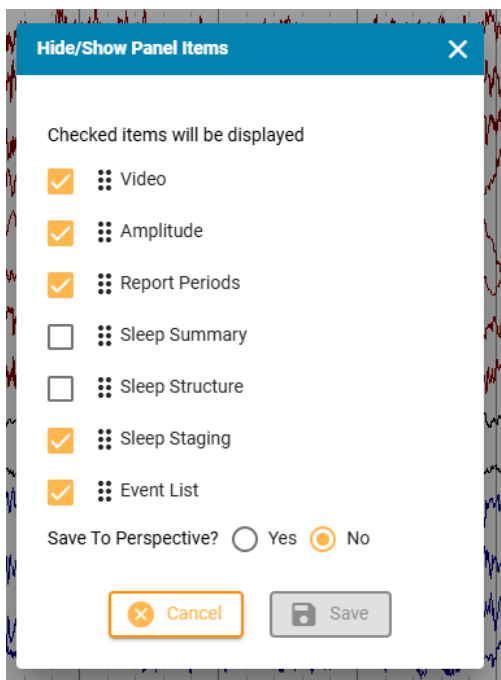 Hide/Show Panel Items
Checked items will be displayed
Video
Amplitude
Report Periods
Sleep Summary
Sleep Structure
Sleep Staging
Event List
Save To Perspective? Yes No
Cancel Save